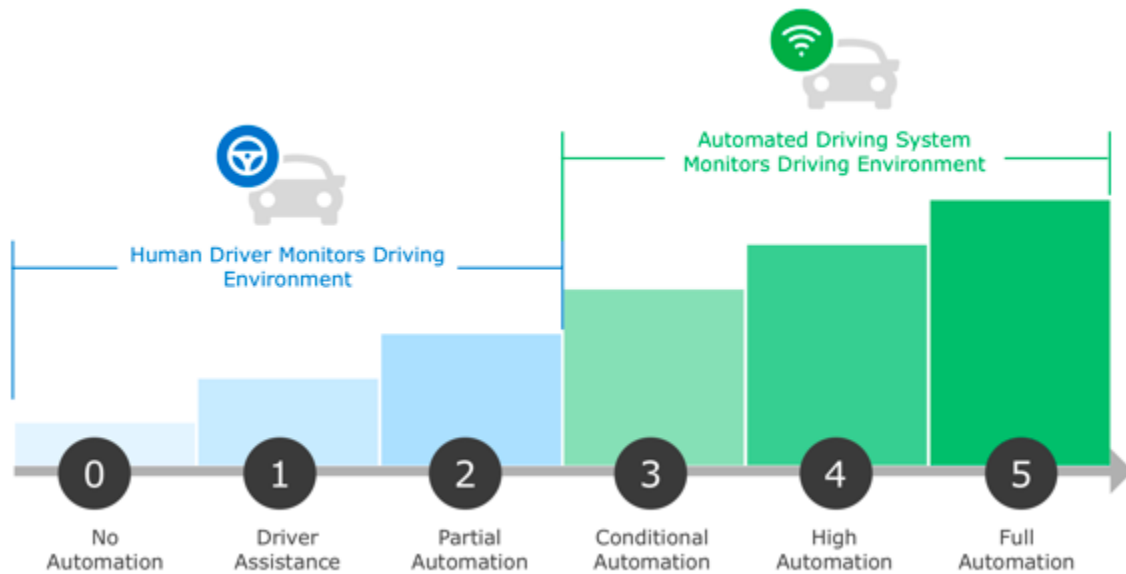 Automated Driving System
Monitors Driving Environment
Human Driver Monitors Driving
Environment
0
1
2
3
4
5
No
Automation
Driver
Assistance
Partial
Automation
Conditional
Automation
High
Automation
Full
Automation